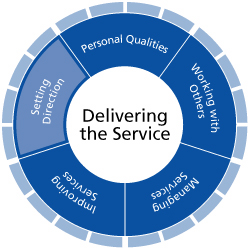 Personal Qualities
Working with
Others
Managing
Services
Improving
Services
Setting
Direction
Delivering
the Service